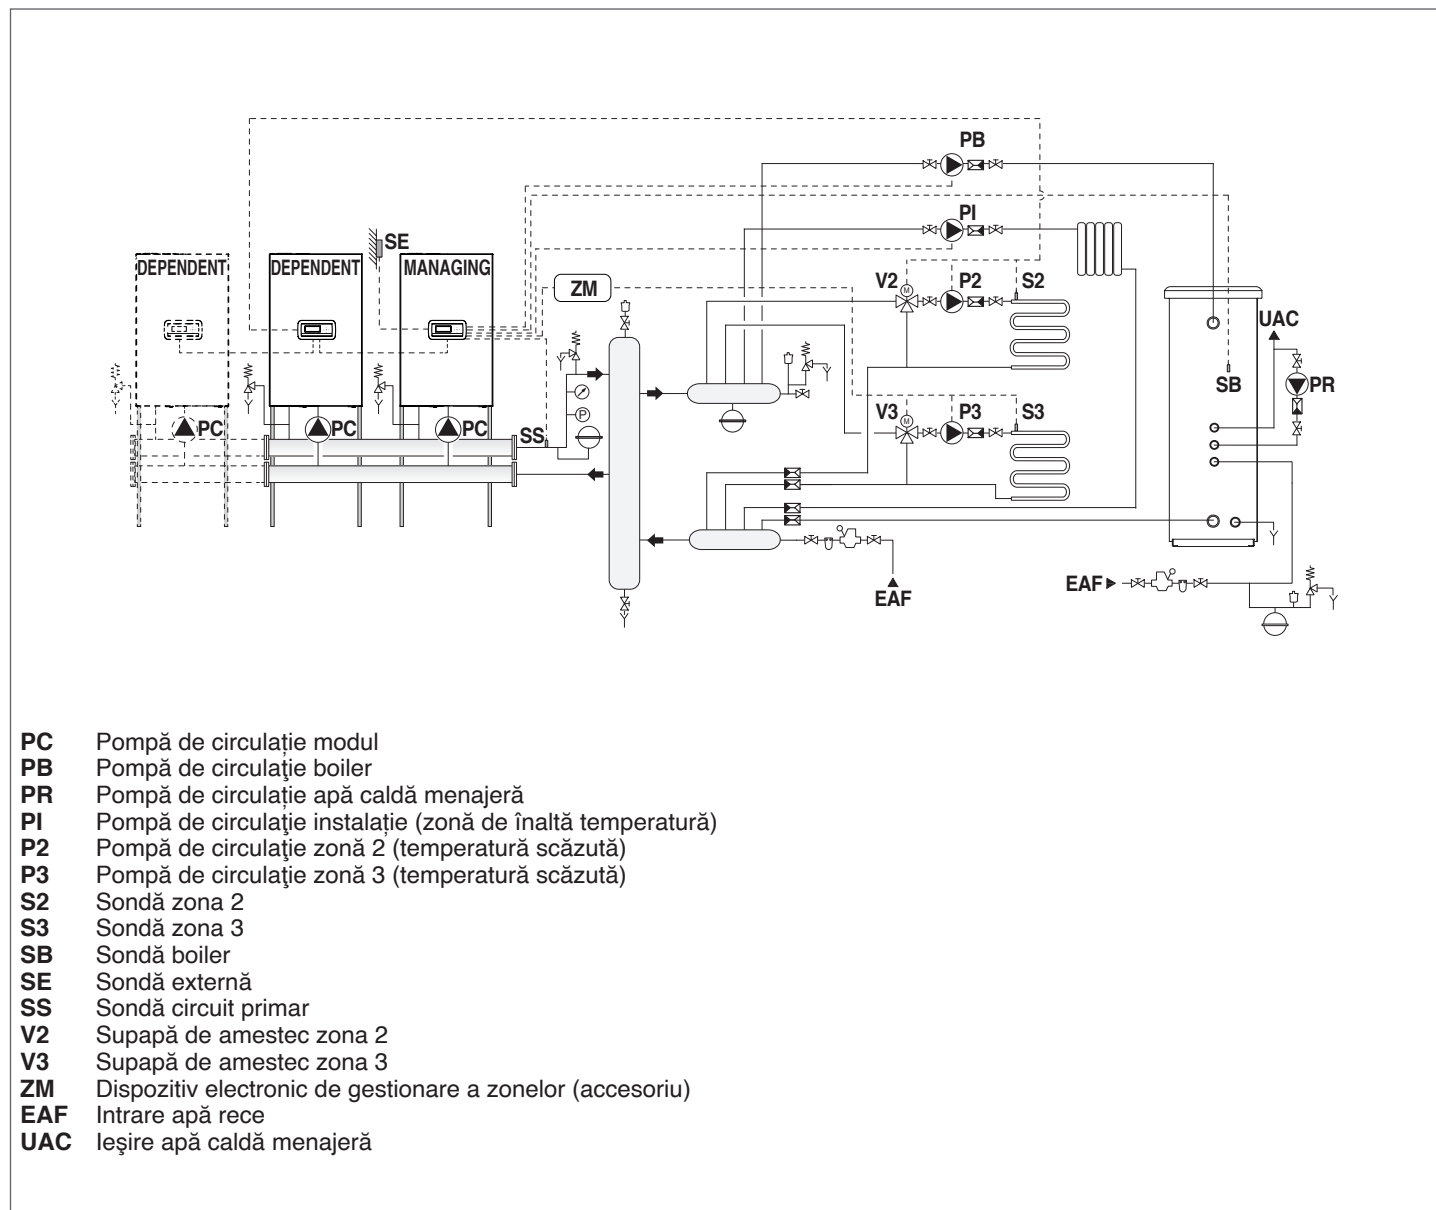 PB
PI
SE
DEPENDENT DEPENDENT MANAGING
ZM
V2 P2 S2
M
UAC
SB PR
V3 P3 S3
M
PC PC PC SS
P
EAF
EAF
PC Pompă de circulație modul
PB Pompă de circulaţie boiler
PR Pompă de circulație apă caldă menajeră
PI Pompă de circulaţie instalație (zonă de înaltă temperatură)
P2 Pompă de circulaţie zonă 2 (temperatură scăzută)
P3 Pompă de circulaţie zonă 3 (temperatură scăzută)
S2 Sondă zona 2
S3 Sondă zona 3
SB Sondă boiler
SE Sondă externă
SS Sondă circuit primar
V2 Supapă de amestec zona 2
V3 Supapă de amestec zona 3
ZM Dispozitiv electronic de gestionare a zonelor (accesoriu)
EAF Intrare apă rece
UAC Ieşire apă caldă menajeră